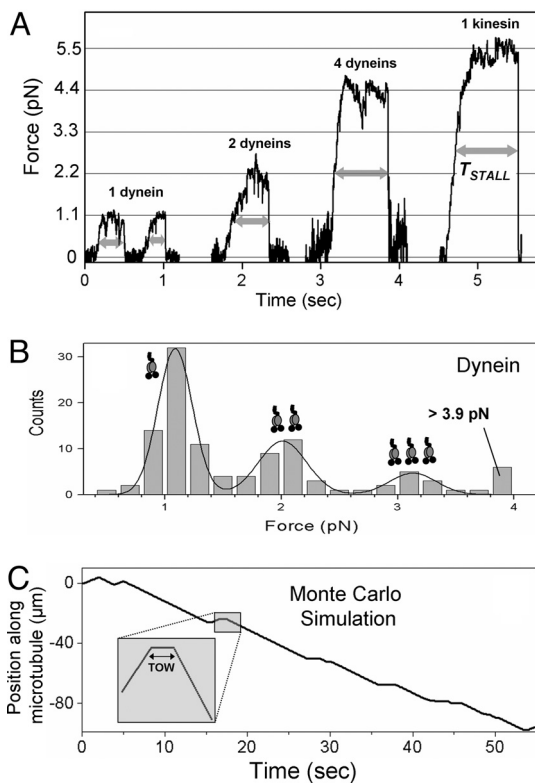 A
1 kinesin
5.5
4 dyneins
4.4
Force (pN)
3.3
2 dyneins
2.2
T_STALL
1 dynein
1.1
0
0 1 2 3 4 5
Time (sec)
B
30
Dynein
20
Counts
> 3.9 pN
10
0
1 2 3 4
Force (pN)
C
0
Monte Carlo
Simulation
Position along
microtubule (μm)
-40
TOW
-80
0 10 20 30 40 50
Time (sec)